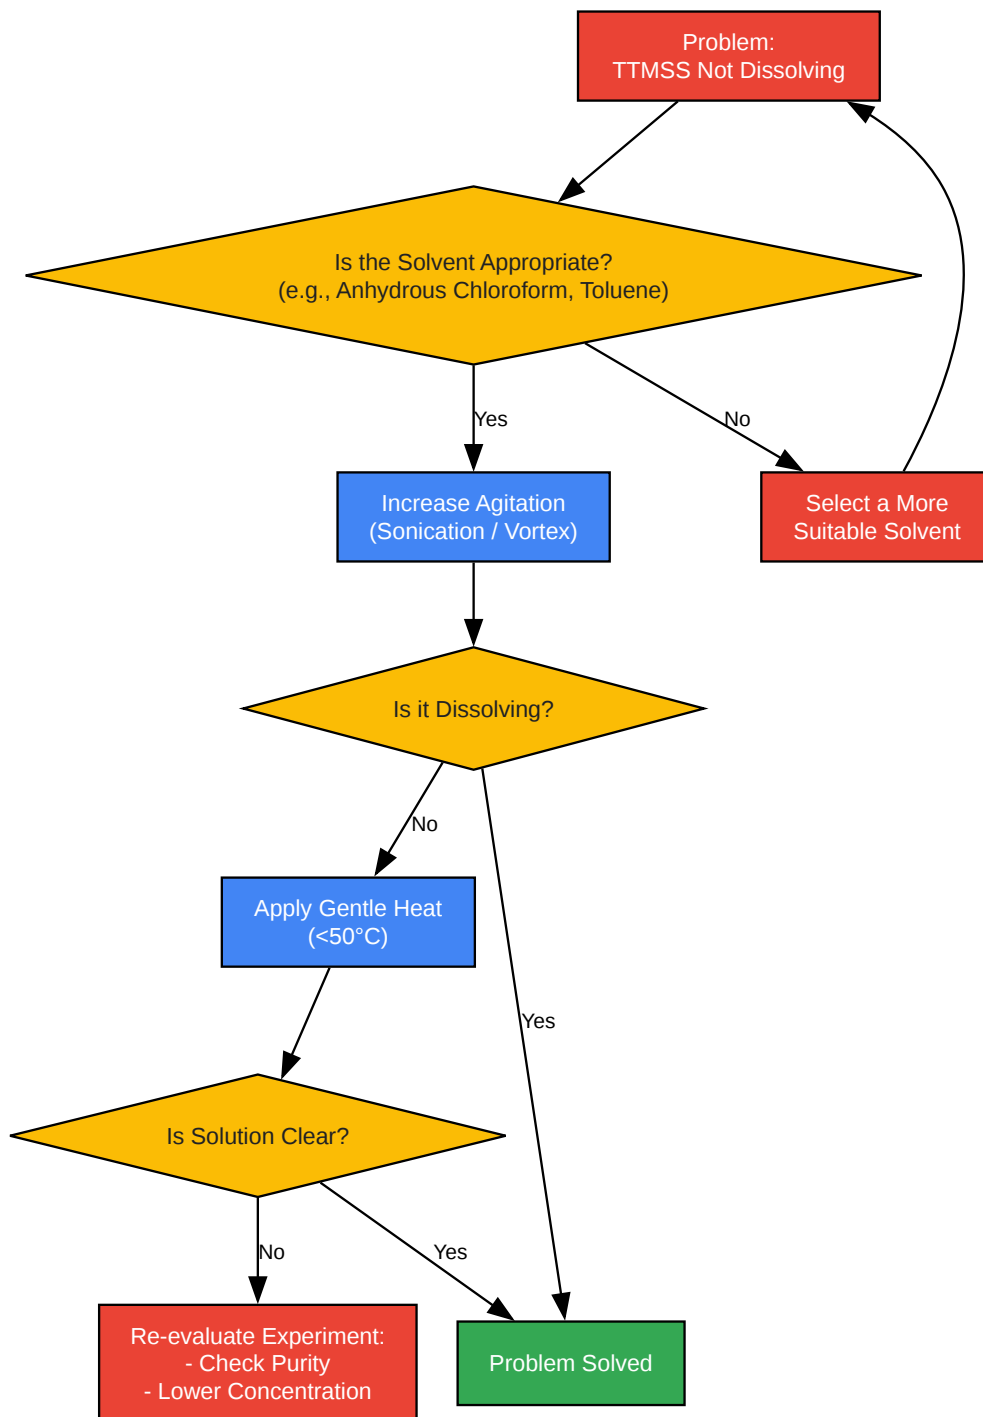 Problem:
TTMSS Not Dissolving
Is the Solvent Appropriate?
(e.g., Anhydrous Chloroform, Toluene)
Yes
No
Increase Agitation
(Sonication / Vortex)
Select a More
Suitable Solvent
Is it Dissolving?
No
Apply Gentle Heat
(<50°C)
Yes
Is Solution Clear?
No
Yes
Re-evaluate Experiment:
- Check Purity
- Lower Concentration
Problem Solved